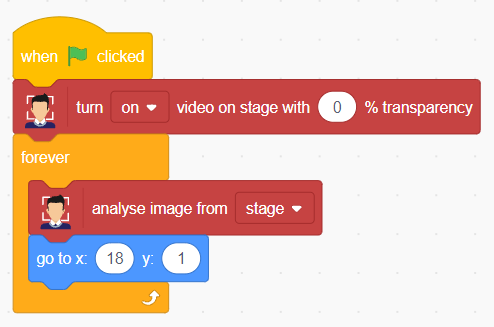 when clicked
turn on video on stage with 0 % transparency
forever
analyse image from stage
go to x: 18 y: 1